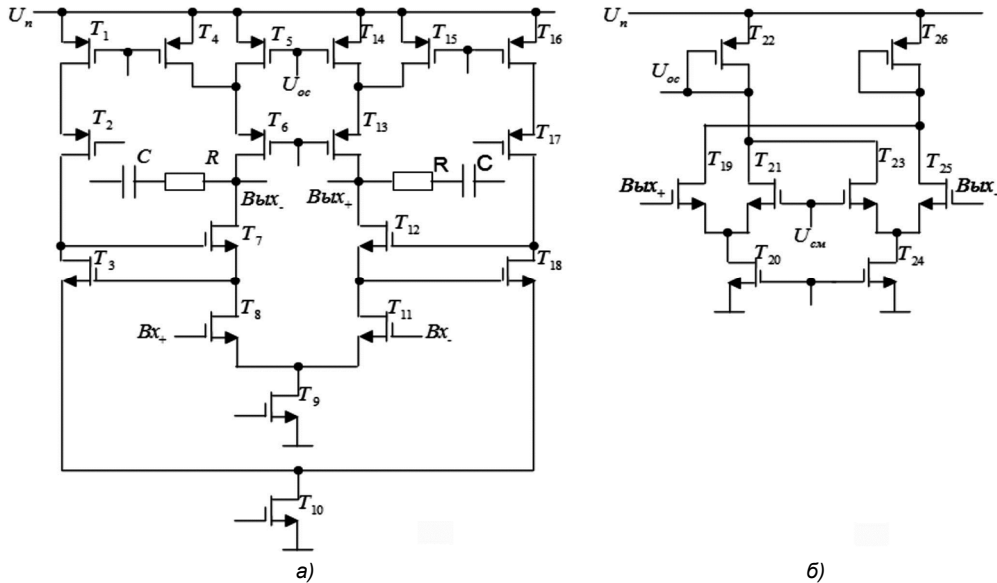 Uп T1 T4 T5 T14 T15 T16
Uос
T2 T6 T13 T17
C R R C
Вых- Вых+
T7 T12
T3 T18
T8 T11
Вх+ Вх-
T9
T10
а)
Uп T22 T26
Uос
T19 T21 T23 T25
Вых+ Вых-
Uсм
T20 T24
б)